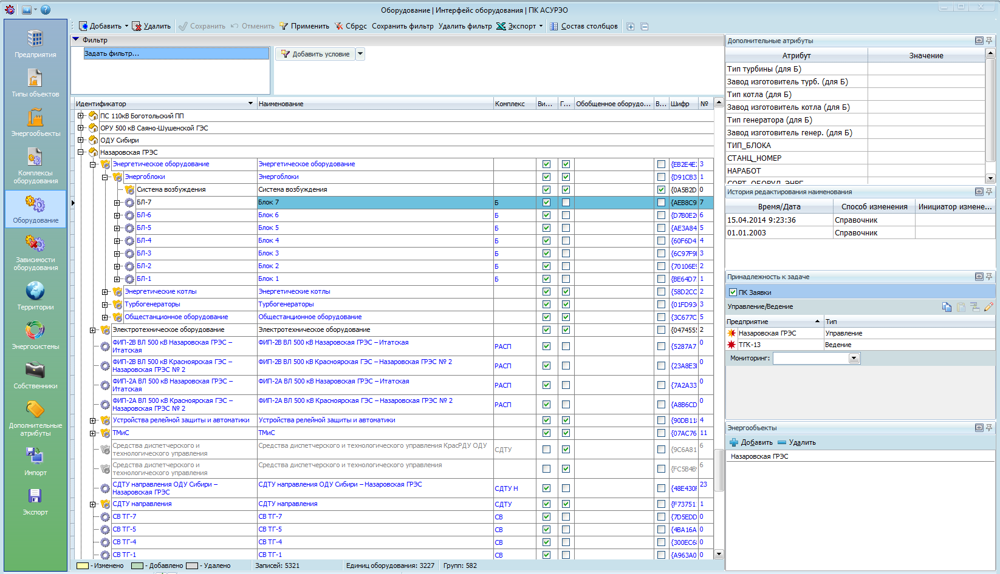 Оборудование | Интерфейс оборудования | ПК АСУРЭО
Добавить Удалить Сохранить Отменить Применить Сброс Сохранить фильтр Удалить фильтр Экспорт Состав столбцов
Предприятия
Типы объектов
Энергообъекты
Комплексы
оборудования
Оборудование
Зависимости
оборудования
Территории
Энергосистемы
Собственники
Дополнительные
атрибуты
Импорт
Экспорт
Фильтр
Задать фильтр...
Добавить условие
Идентификатор Наименование Комплекс Ви... Г... Обобщенное оборудо... В... Шифр №
ПС 110кВ Боготольский ПП
ОРУ 500 кВ Саяно-Шушенской ГЭС
ОДУ Сибири
Назаровская ГРЭС
Энергетическое оборудование Энергетическое оборудование {EB2E4E 3
Энергоблоки Энергоблоки {D91CB3 1
Система возбуждения Система возбуждения {0A5B2D 0
БЛ-7 Блок 7 Б {AEB8C9 7
БЛ-6 Блок 6 Б {D7B0E2 6
БЛ-5 Блок 5 Б {AE3A84 5
БЛ-4 Блок 4 Б {60F6D4 4
БЛ-3 Блок 3 Б {6C97F9 3
БЛ-2 Блок 2 Б {70106E9 2
БЛ-1 Блок 1 Б {BE64D7 1
Энергетические котлы Энергетические котлы {58D2CC 2
Турбогенераторы Турбогенераторы {01FD93 3
Общестанционное оборудование Общестанционное оборудование {3C677C 5
Электротехническое оборудование Электротехническое оборудование {0474555 2
ФИП-2В ВЛ 500 кВ Назаровская ГРЭС –
Итатская ФИП-2В ВЛ 500 кВ Назаровская ГРЭС – Итатская РАСП {5287A7 0
ФИП-2В ВЛ 500 кВ Красноярская ГЭС –
Назаровская ГРЭС № 2 ФИП-2В ВЛ 500 кВ Красноярская ГЭС – Назаровская ГРЭС № 2 РАСП {23A8E3 0
ФИП-2А ВЛ 500 кВ Назаровская ГРЭС –
Итатская ФИП-2А ВЛ 500 кВ Назаровская ГРЭС – Итатская РАСП {7A2A33 0
ФИП-2А ВЛ 500 кВ Красноярская ГЭС –
Назаровская ГРЭС № 2 ФИП-2А ВЛ 500 кВ Красноярская ГЭС – Назаровская ГРЭС № 2 РАСП {A8B6CD 0
Устройства релейной защиты и автоматики Устройства релейной защиты и автоматики {90DB11 4
ТМиС ТМиС {07AC76 11
Средства диспетчерского и
технологического управления Средства диспетчерского и технологического управления КрасРДУ ОДУ СДТУ {9C6A81 6
Средства диспетчерского и
технологического управления Средства диспетчерского и технологического управления {FC5B4B 6
СДТУ направления ОДУ Сибири –
Назаровская ГРЭС СДТУ направления ОДУ Сибири – Назаровская ГРЭС СДТУ Н {48E430 23
СДТУ направления СДТУ направления СДТУ {F73751 1
СВ ТГ-7 СВ ТГ-7 СВ {7D5EDD 0
СВ ТГ-5 СВ ТГ-5 СВ {4BA16A 0
СВ ТГ-4 СВ ТГ-4 СВ {300EC6 0
СВ ТГ-1 СВ ТГ-1 СВ {A963A0 0
- Изменено - Добавлено - Удалено Записей: 5321 Единиц оборудования: 3227 Групп: 582
Дополнительные атрибуты
Атрибут Значение
Тип турбины (для Б)
Завод изготовитель турб. (для Б)
Тип котла (для Б)
Завод изготовитель котла (для Б)
Тип генератора (для Б)
Завод изготовитель генер. (для Б)
ТИП_БЛОКА
СТАНЦ_НОМЕР
НАРАБОТ
СОРТ_ОБОРУД_ЭНРГ
История редактирования наименования
Время/Дата Способ изменения Инициатор измене...
15.04.2014 9:23:36 Справочник
01.01.2003 Справочник
Принадлежность к задаче
ПК Заявки
Управление/Ведение
Предприятие Тип
Назаровская ГРЭС Управление
ТГК-13 Ведение
Мониторинг:
Энергообъекты
Добавить Удалить
Назаровская ГРЭС